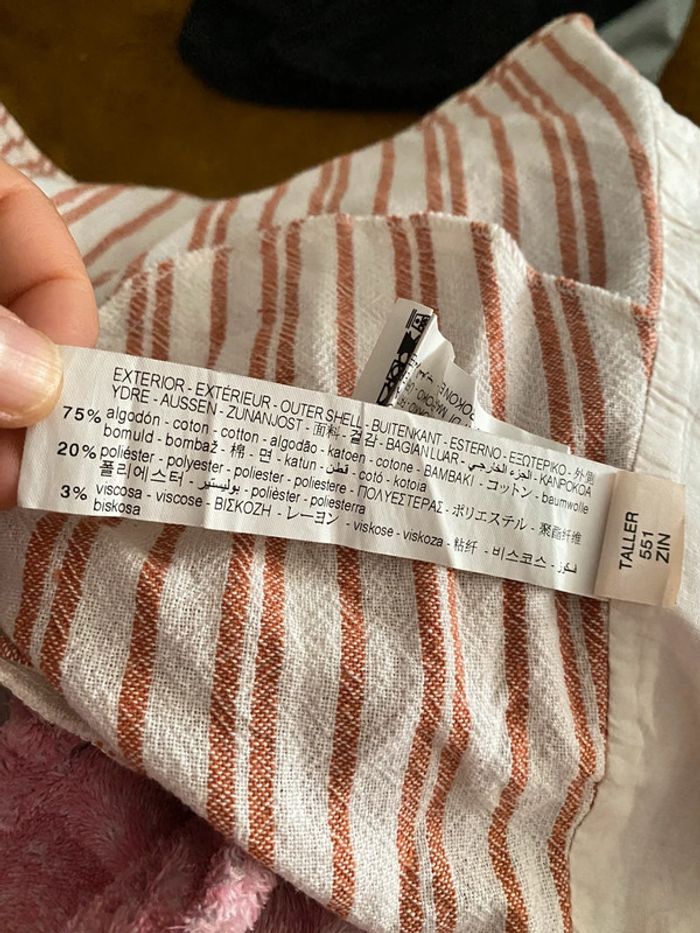 EXTERIOR - EXTÉRIEUR - OUTER SHELL - BUITENKANT - ESTERNO - ΕΞΩΤΕΡΙΚΟ - 外側
YDRE - AUSSEN - ZUNANJOST - 面料 - 겉감 - BAGIAN LUAR - الجزء الخارجي - KANPOKOA
75% algodón - coton - cotton - algodão - katoen - cotone - ΒΑΜΒΑΚΙ - コットン - baumwolle
bomuld - bombaž - 棉 - 면 - katun - قطن - cotó - kotoia
20% poliéster - polyester - poliester - poliestere - ΠΟΛΥΕΣΤΕΡΑΣ - ポリエステル - 聚酯纤维
폴리에스터 - بوليستير - polièster - poliesterra
3% viscosa - viscose - ΒΙΣΚΟΖΗ - レーヨン - viskose - viskoza - 粘纤 - 비스코스 - فسكوز
biskosa
TALLER
551
ZIN